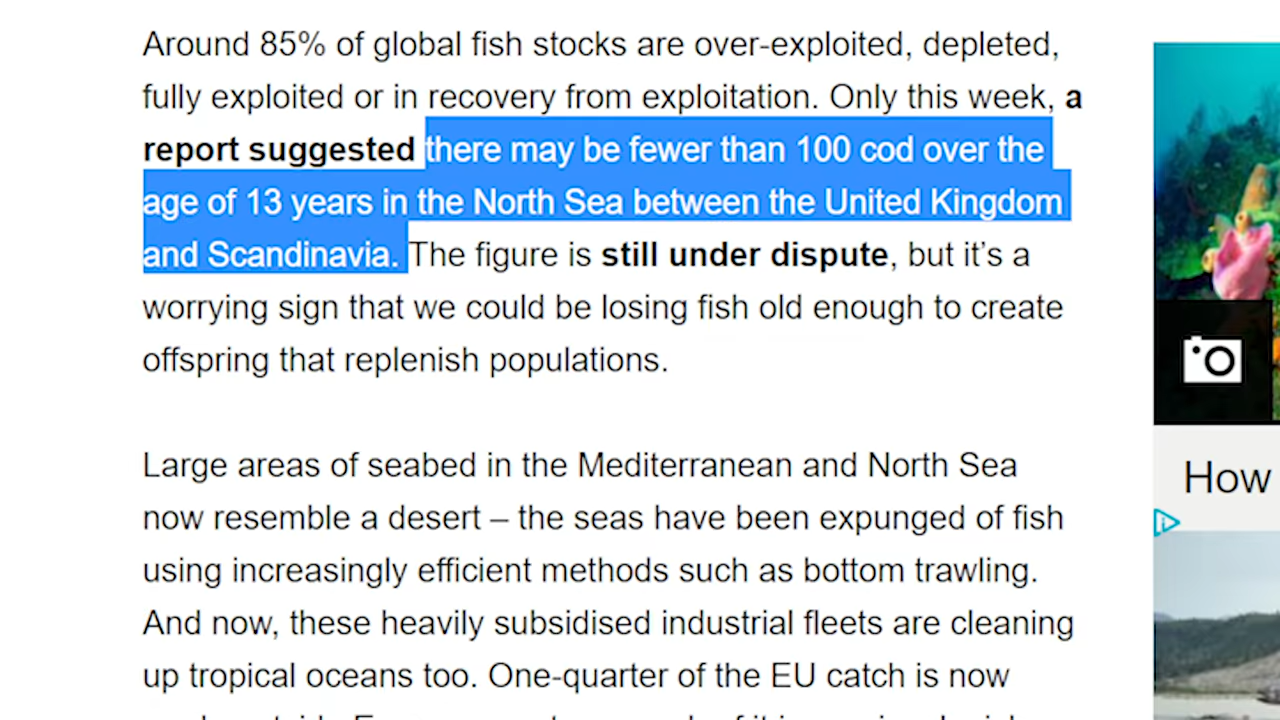 Around 85% of global fish stocks are over-exploited, depleted,
fully exploited or in recovery from exploitation. Only this week, a
report suggested there may be fewer than 100 cod over the
age of 13 years in the North Sea between the United Kingdom
and Scandinavia. The figure is still under dispute, but it’s a
worrying sign that we could be losing fish old enough to create
offspring that replenish populations.
Large areas of seabed in the Mediterranean and North Sea
now resemble a desert – the seas have been expunged of fish
using increasingly efficient methods such as bottom trawling.
And now, these heavily subsidised industrial fleets are cleaning
up tropical oceans too. One-quarter of the EU catch is now
How